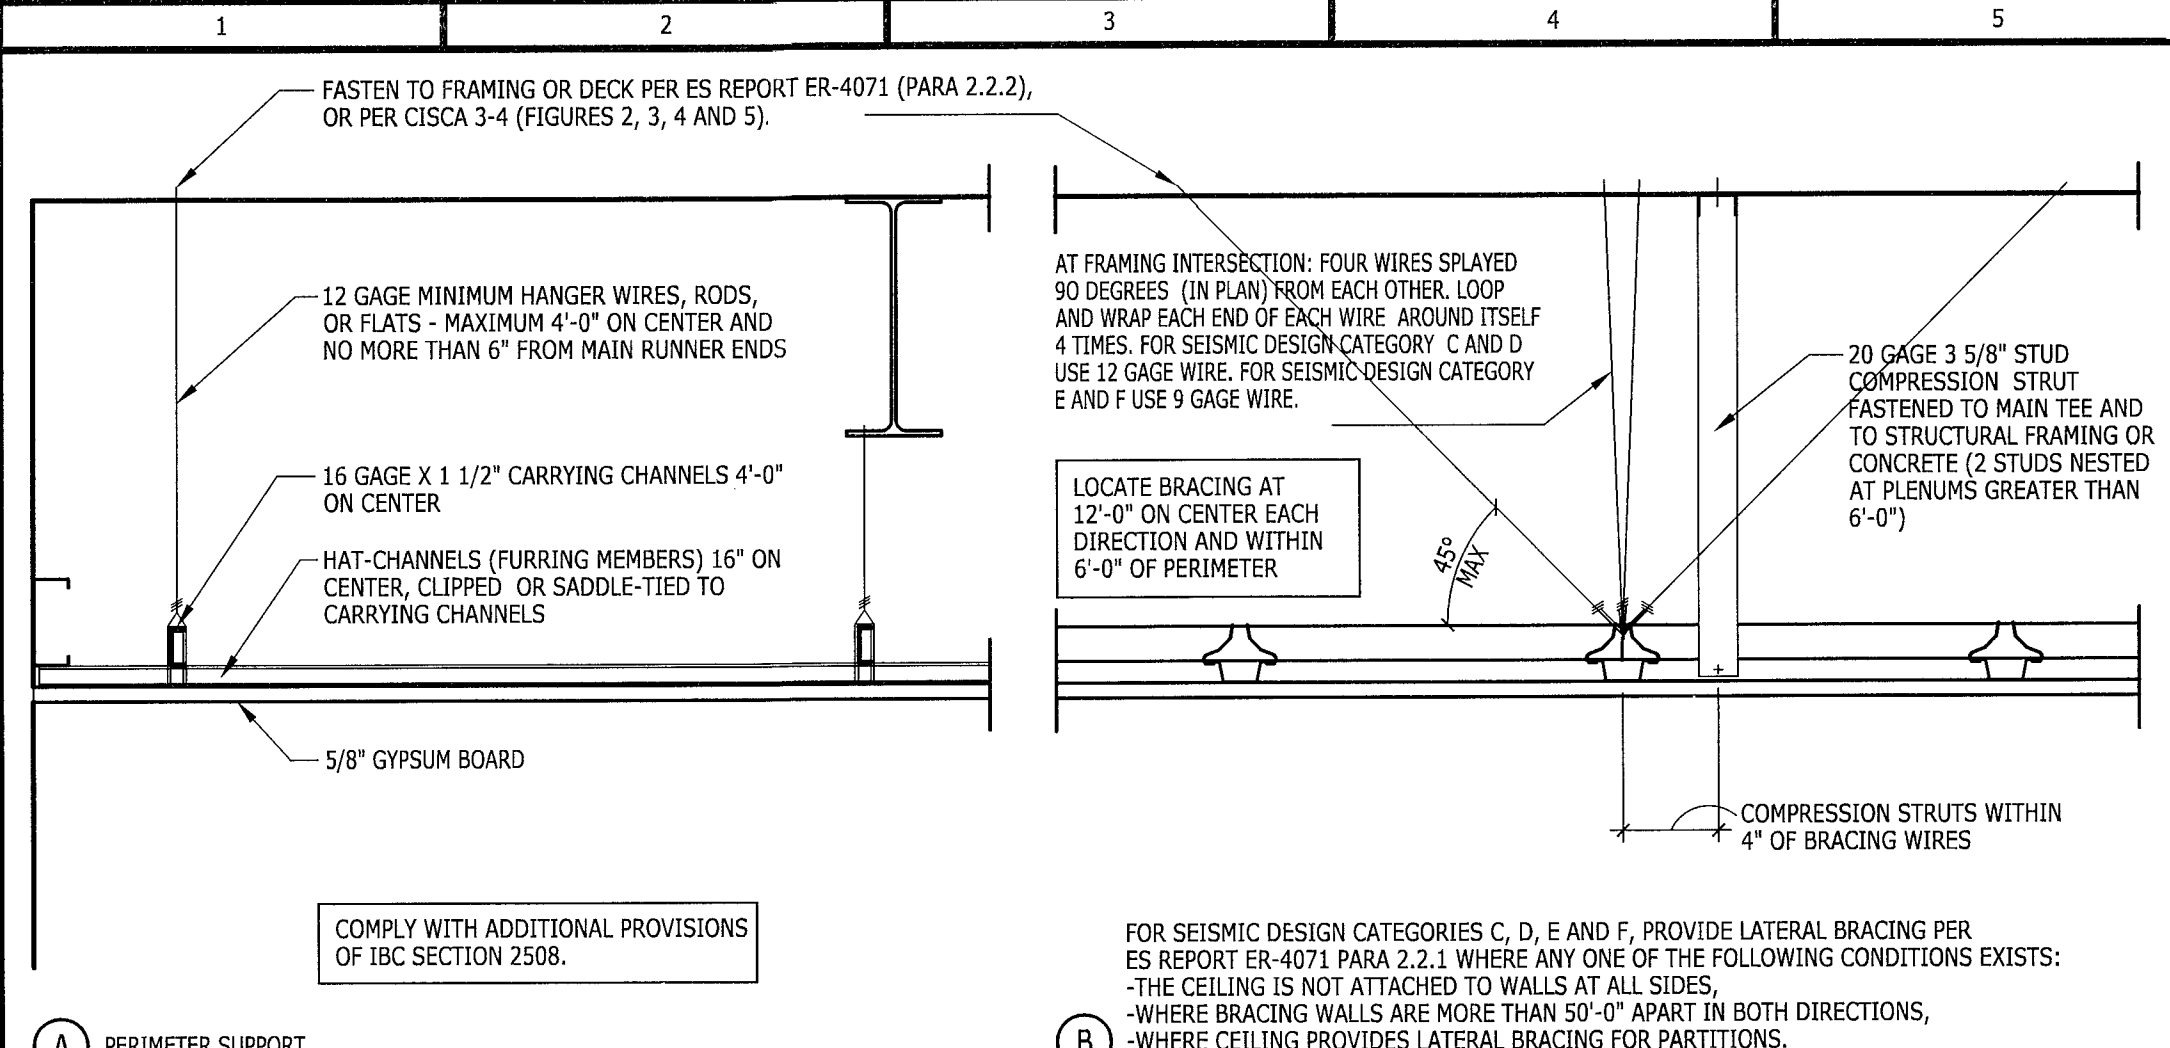 1 2 3 4 5
FASTEN TO FRAMING OR DECK PER ES REPORT ER-4071 (PARA 2.2.2),
OR PER CISCA 3-4 (FIGURES 2, 3, 4 AND 5).
12 GAGE MINIMUM HANGER WIRES, RODS,
OR FLATS - MAXIMUM 4'-0" ON CENTER AND
NO MORE THAN 6" FROM MAIN RUNNER ENDS
16 GAGE X 1 1/2" CARRYING CHANNELS 4'-0"
ON CENTER
HAT-CHANNELS (FURRING MEMBERS) 16" ON
CENTER, CLIPPED OR SADDLE-TIED TO
CARRYING CHANNELS
5/8" GYPSUM BOARD
COMPLY WITH ADDITIONAL PROVISIONS
OF IBC SECTION 2508.
A PERIMETER SUPPORT
AT FRAMING INTERSECTION: FOUR WIRES SPLAYED
90 DEGREES (IN PLAN) FROM EACH OTHER. LOOP
AND WRAP EACH END OF EACH WIRE AROUND ITSELF
4 TIMES. FOR SEISMIC DESIGN CATEGORY C AND D
USE 12 GAGE WIRE. FOR SEISMIC DESIGN CATEGORY
E AND F USE 9 GAGE WIRE.
LOCATE BRACING AT
12'-0" ON CENTER EACH
DIRECTION AND WITHIN
6'-0" OF PERIMETER
45°
MAX
20 GAGE 3 5/8" STUD
COMPRESSION STRUT
FASTENED TO MAIN TEE AND
TO STRUCTURAL FRAMING OR
CONCRETE (2 STUDS NESTED
AT PLENUMS GREATER THAN
6'-0")
COMPRESSION STRUTS WITHIN
4" OF BRACING WIRES
FOR SEISMIC DESIGN CATEGORIES C, D, E AND F, PROVIDE LATERAL BRACING PER
ES REPORT ER-4071 PARA 2.2.1 WHERE ANY ONE OF THE FOLLOWING CONDITIONS EXISTS:
-THE CEILING IS NOT ATTACHED TO WALLS AT ALL SIDES,
-WHERE BRACING WALLS ARE MORE THAN 50'-0" APART IN BOTH DIRECTIONS,
B -WHERE CEILING PROVIDES LATERAL BRACING FOR PARTITIONS.